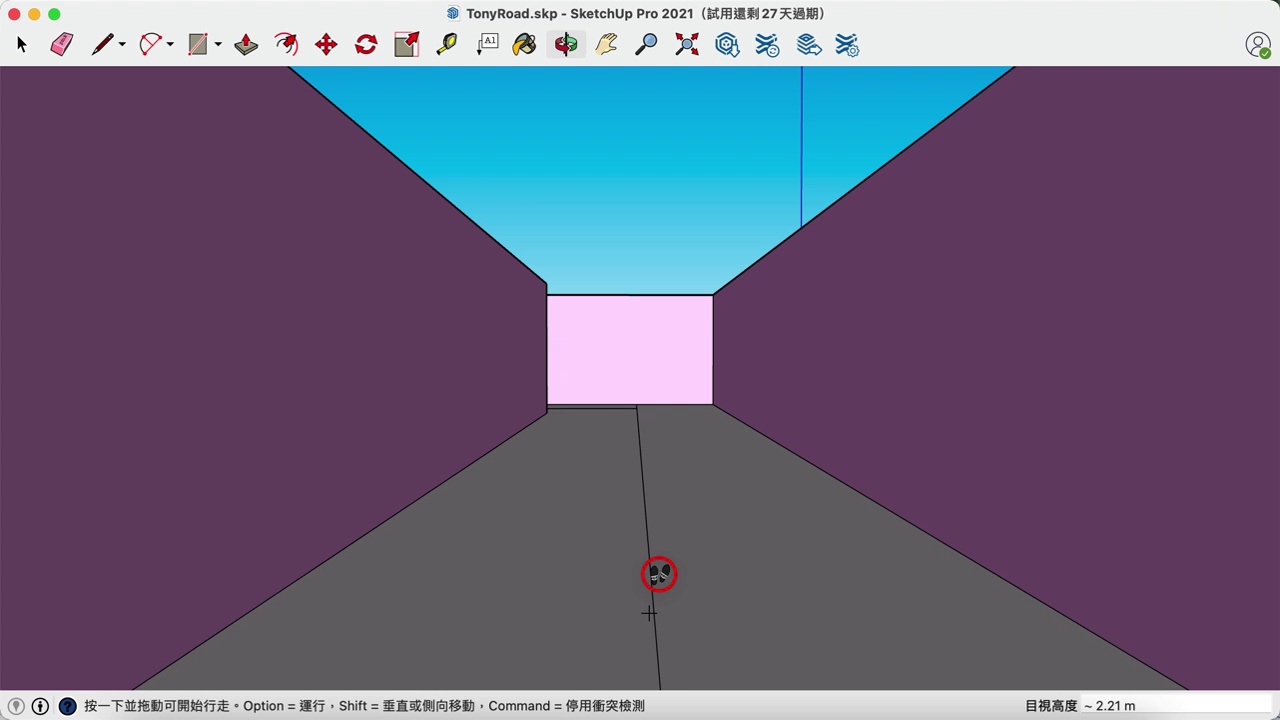 TonyRoad.skp - SketchUp Pro 2021（試用還剩 27 天過期）
A1
?
按一下並拖動可開始行走。Option = 運行，Shift = 垂直或側向移動，Command = 停用衝突檢測
目視高度 ~ 2.21 m